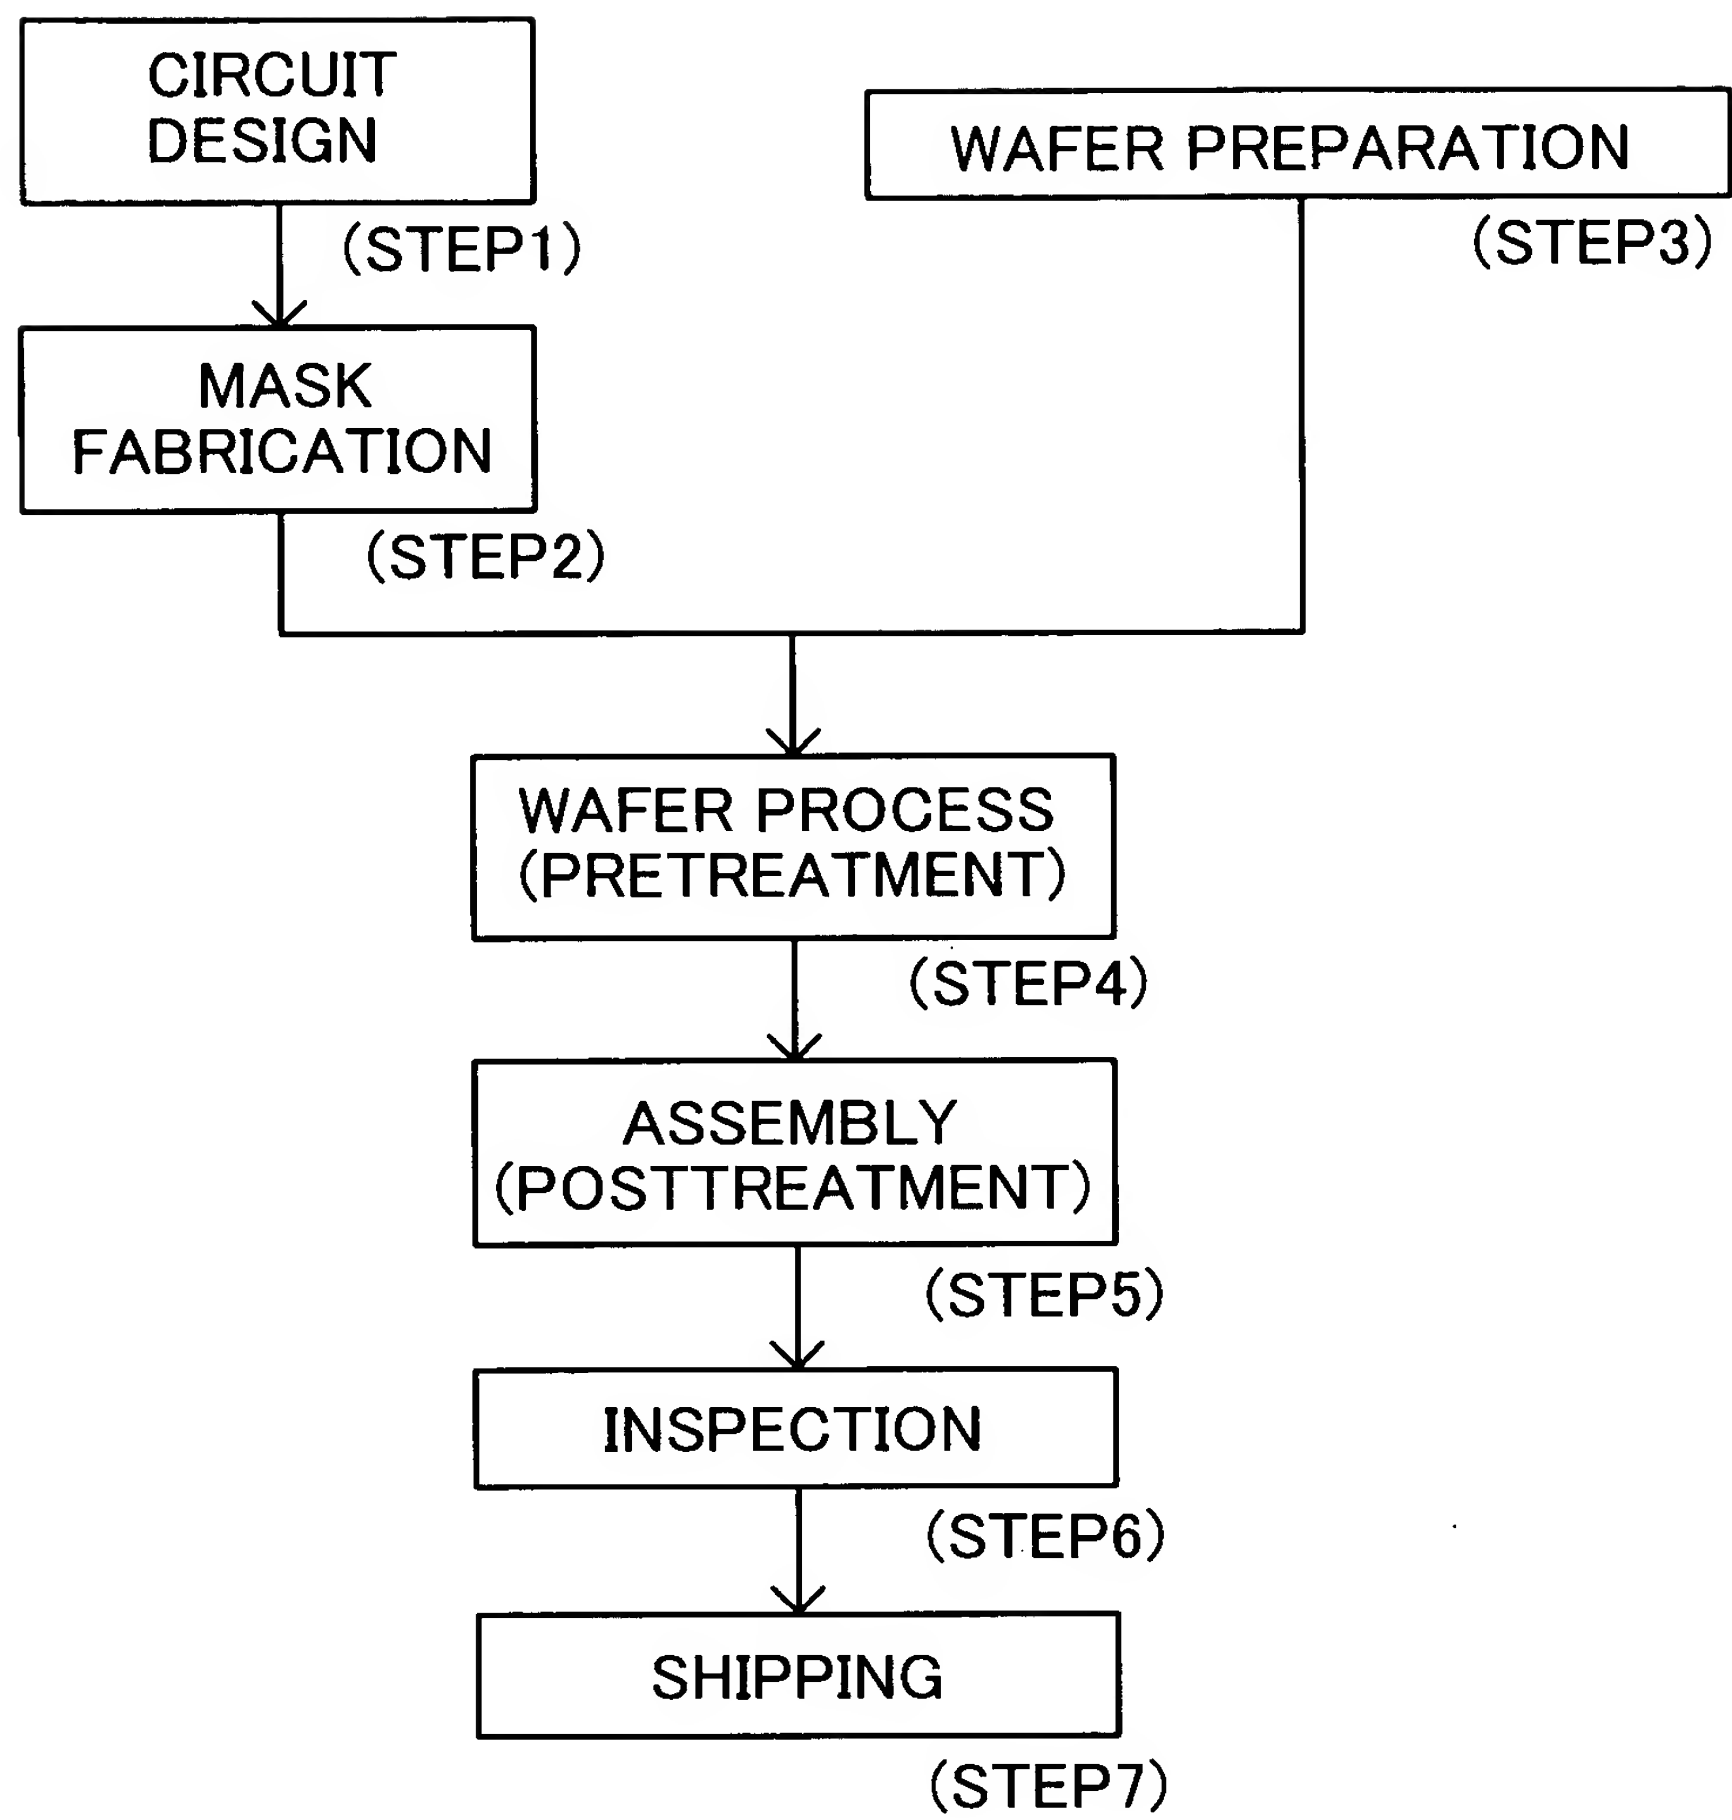 CIRCUIT
DESIGN
(STEP1)
WAFER PREPARATION
(STEP3)
MASK
FABRICATION
(STEP2)
WAFER PROCESS
(PRETREATMENT)
(STEP4)
ASSEMBLY
(POSTTREATMENT)
(STEP5)
INSPECTION
(STEP6)
SHIPPING
(STEP7)